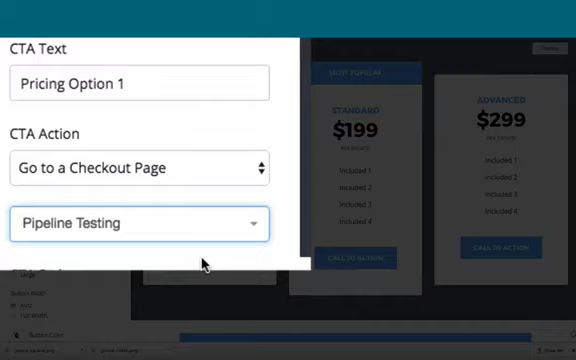 CTA Text
Pricing Option 1
CTA Action
Go to a Checkout Page
Pipeline Testing
MOST POPULAR
STANDARD
$199
Included 1
Included 2
Included 3
Included 4
CALL TO ACTION
ADVANCED
$299
Included 1
Included 2
Included 3
Included 4
CALL TO ACTION
Large
Button Width
Auto
Full Width
Button Color